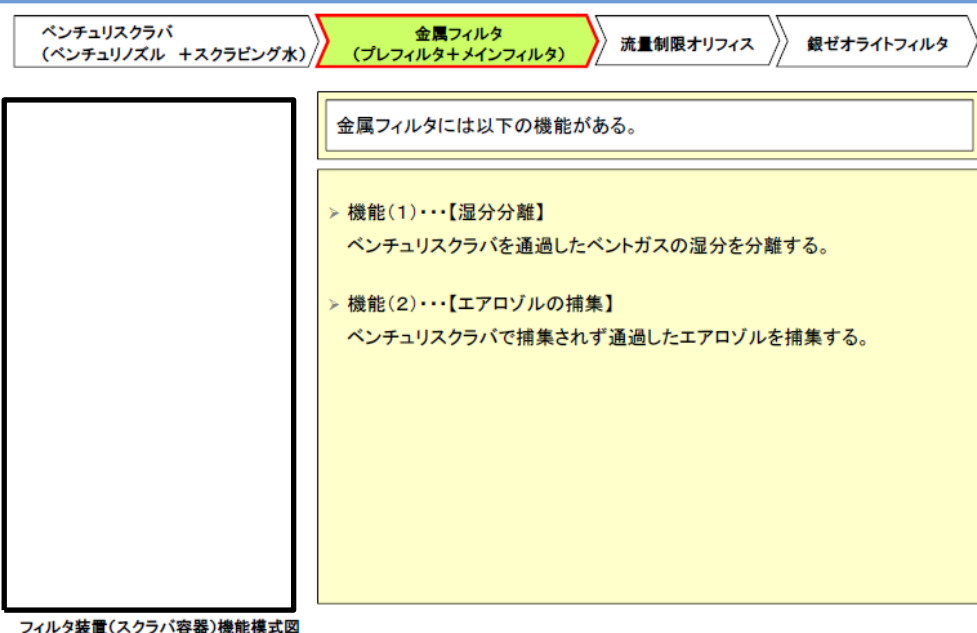 ベンチュリスクラバ
(ベンチュリノズル ＋スクラビング水)
金属フィルタ
(プレフィルタ＋メインフィルタ)
流量制限オリフィス
銀ゼオライトフィルタ
金属フィルタには以下の機能がある。
➢ 機能(１)・・・【湿分分離】
ベンチュリスクラバを通過したベントガスの湿分を分離する。
➢ 機能(２)・・・【エアロゾルの捕集】
ベンチュリスクラバで捕集されず通過したエアロゾルを捕集する。
フィルタ装置(スクラバ容器)機能模式図